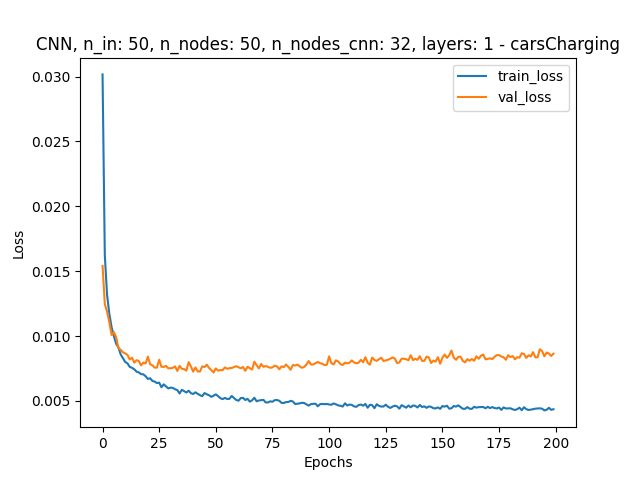 CNN, n_in: 50, n_nodes: 50, n_nodes_cnn: 32, layers: 1 - carsCharging
train_loss
val_loss
0.030
0.025
0.020
0.015
0.010
0.005
Loss
0 25 50 75 100 125 150 175 200
Epochs